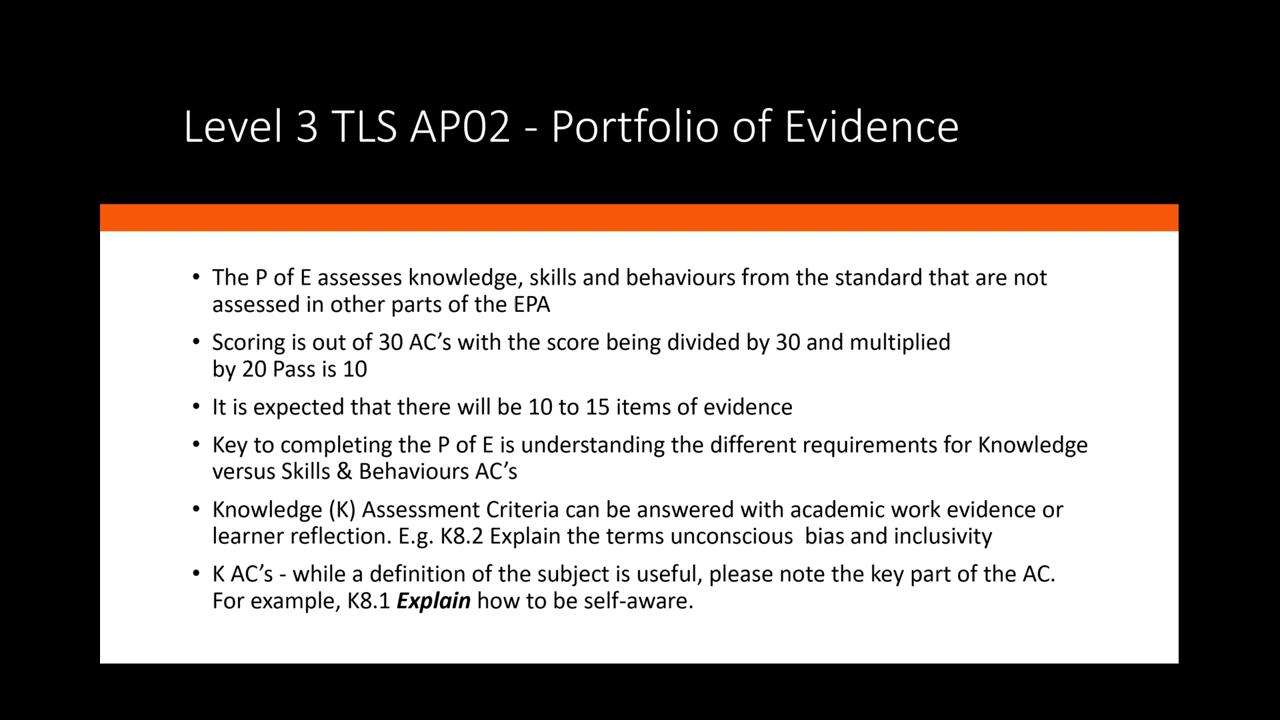 Level 3 TLS AP02 - Portfolio of Evidence
• The P of E assesses knowledge, skills and behaviours from the standard that are not
assessed in other parts of the EPA
• Scoring is out of 30 AC’s with the score being divided by 30 and multiplied
by 20 Pass is 10
• It is expected that there will be 10 to 15 items of evidence
• Key to completing the P of E is understanding the different requirements for Knowledge
versus Skills & Behaviours AC’s
• Knowledge (K) Assessment Criteria can be answered with academic work evidence or
learner reflection. E.g. K8.2 Explain the terms unconscious  bias and inclusivity
• K AC’s - while a definition of the subject is useful, please note the key part of the AC.
For example, K8.1 Explain how to be self-aware.